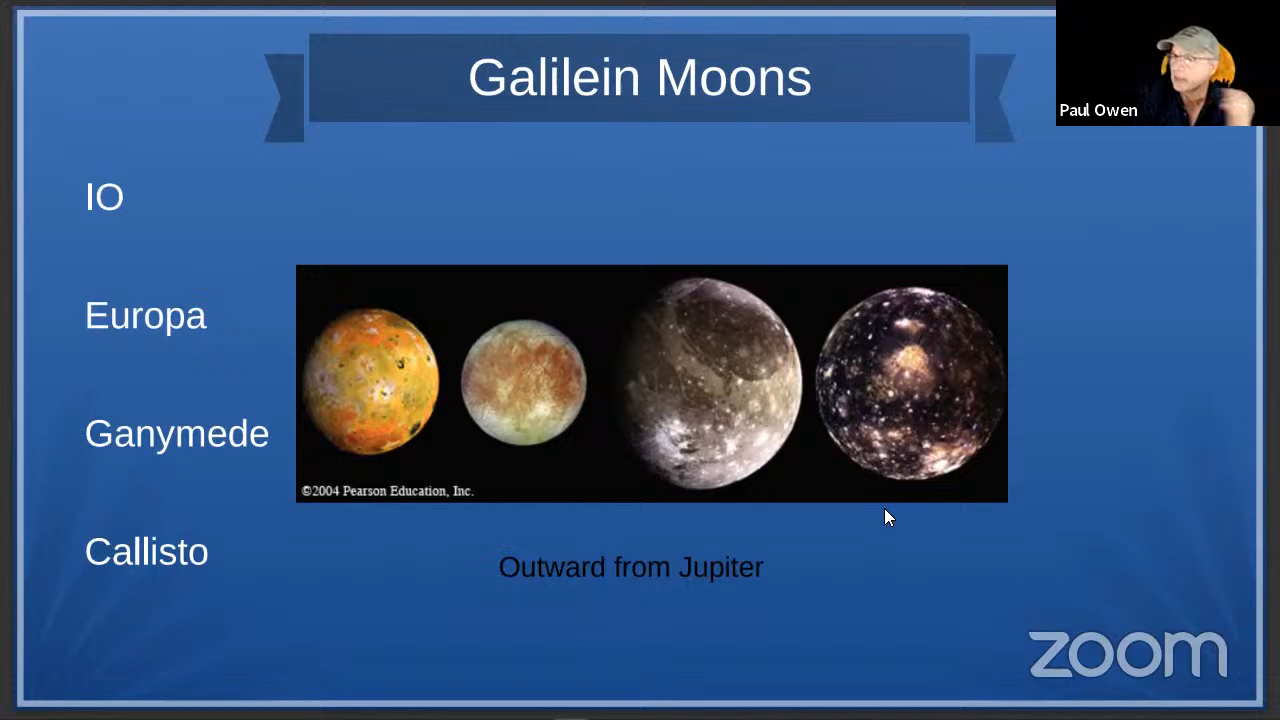 Galilein Moons
Paul Owen
IO
Europa
Ganymede
©2004 Pearson Education, Inc.
Callisto
Outward from Jupiter
zoom